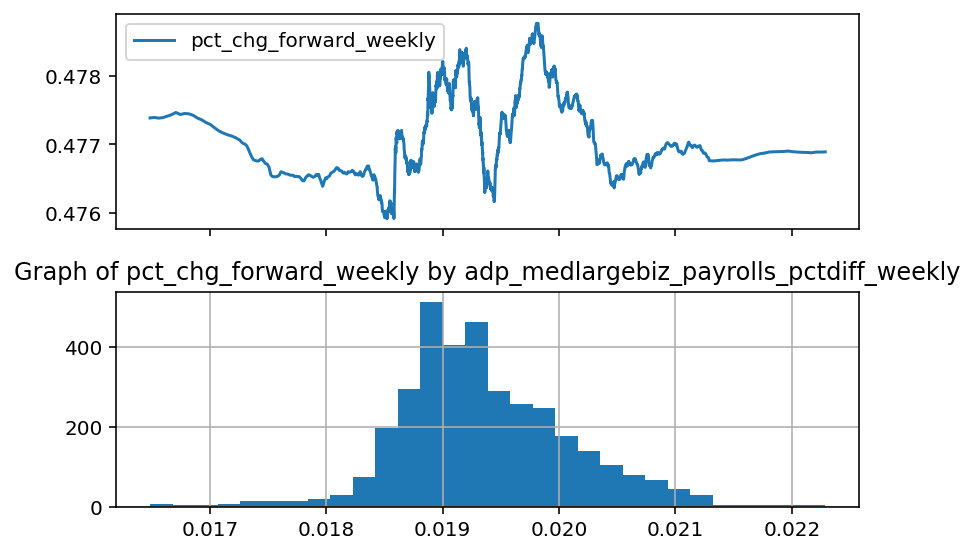 pct_chg_forward_weekly
0.478
0.477
0.476
Graph of pct_chg_forward_weekly by adp_medlargebiz_payrolls_pctdiff_weekly
400
200
0
0.017 0.018 0.019 0.020 0.021 0.022